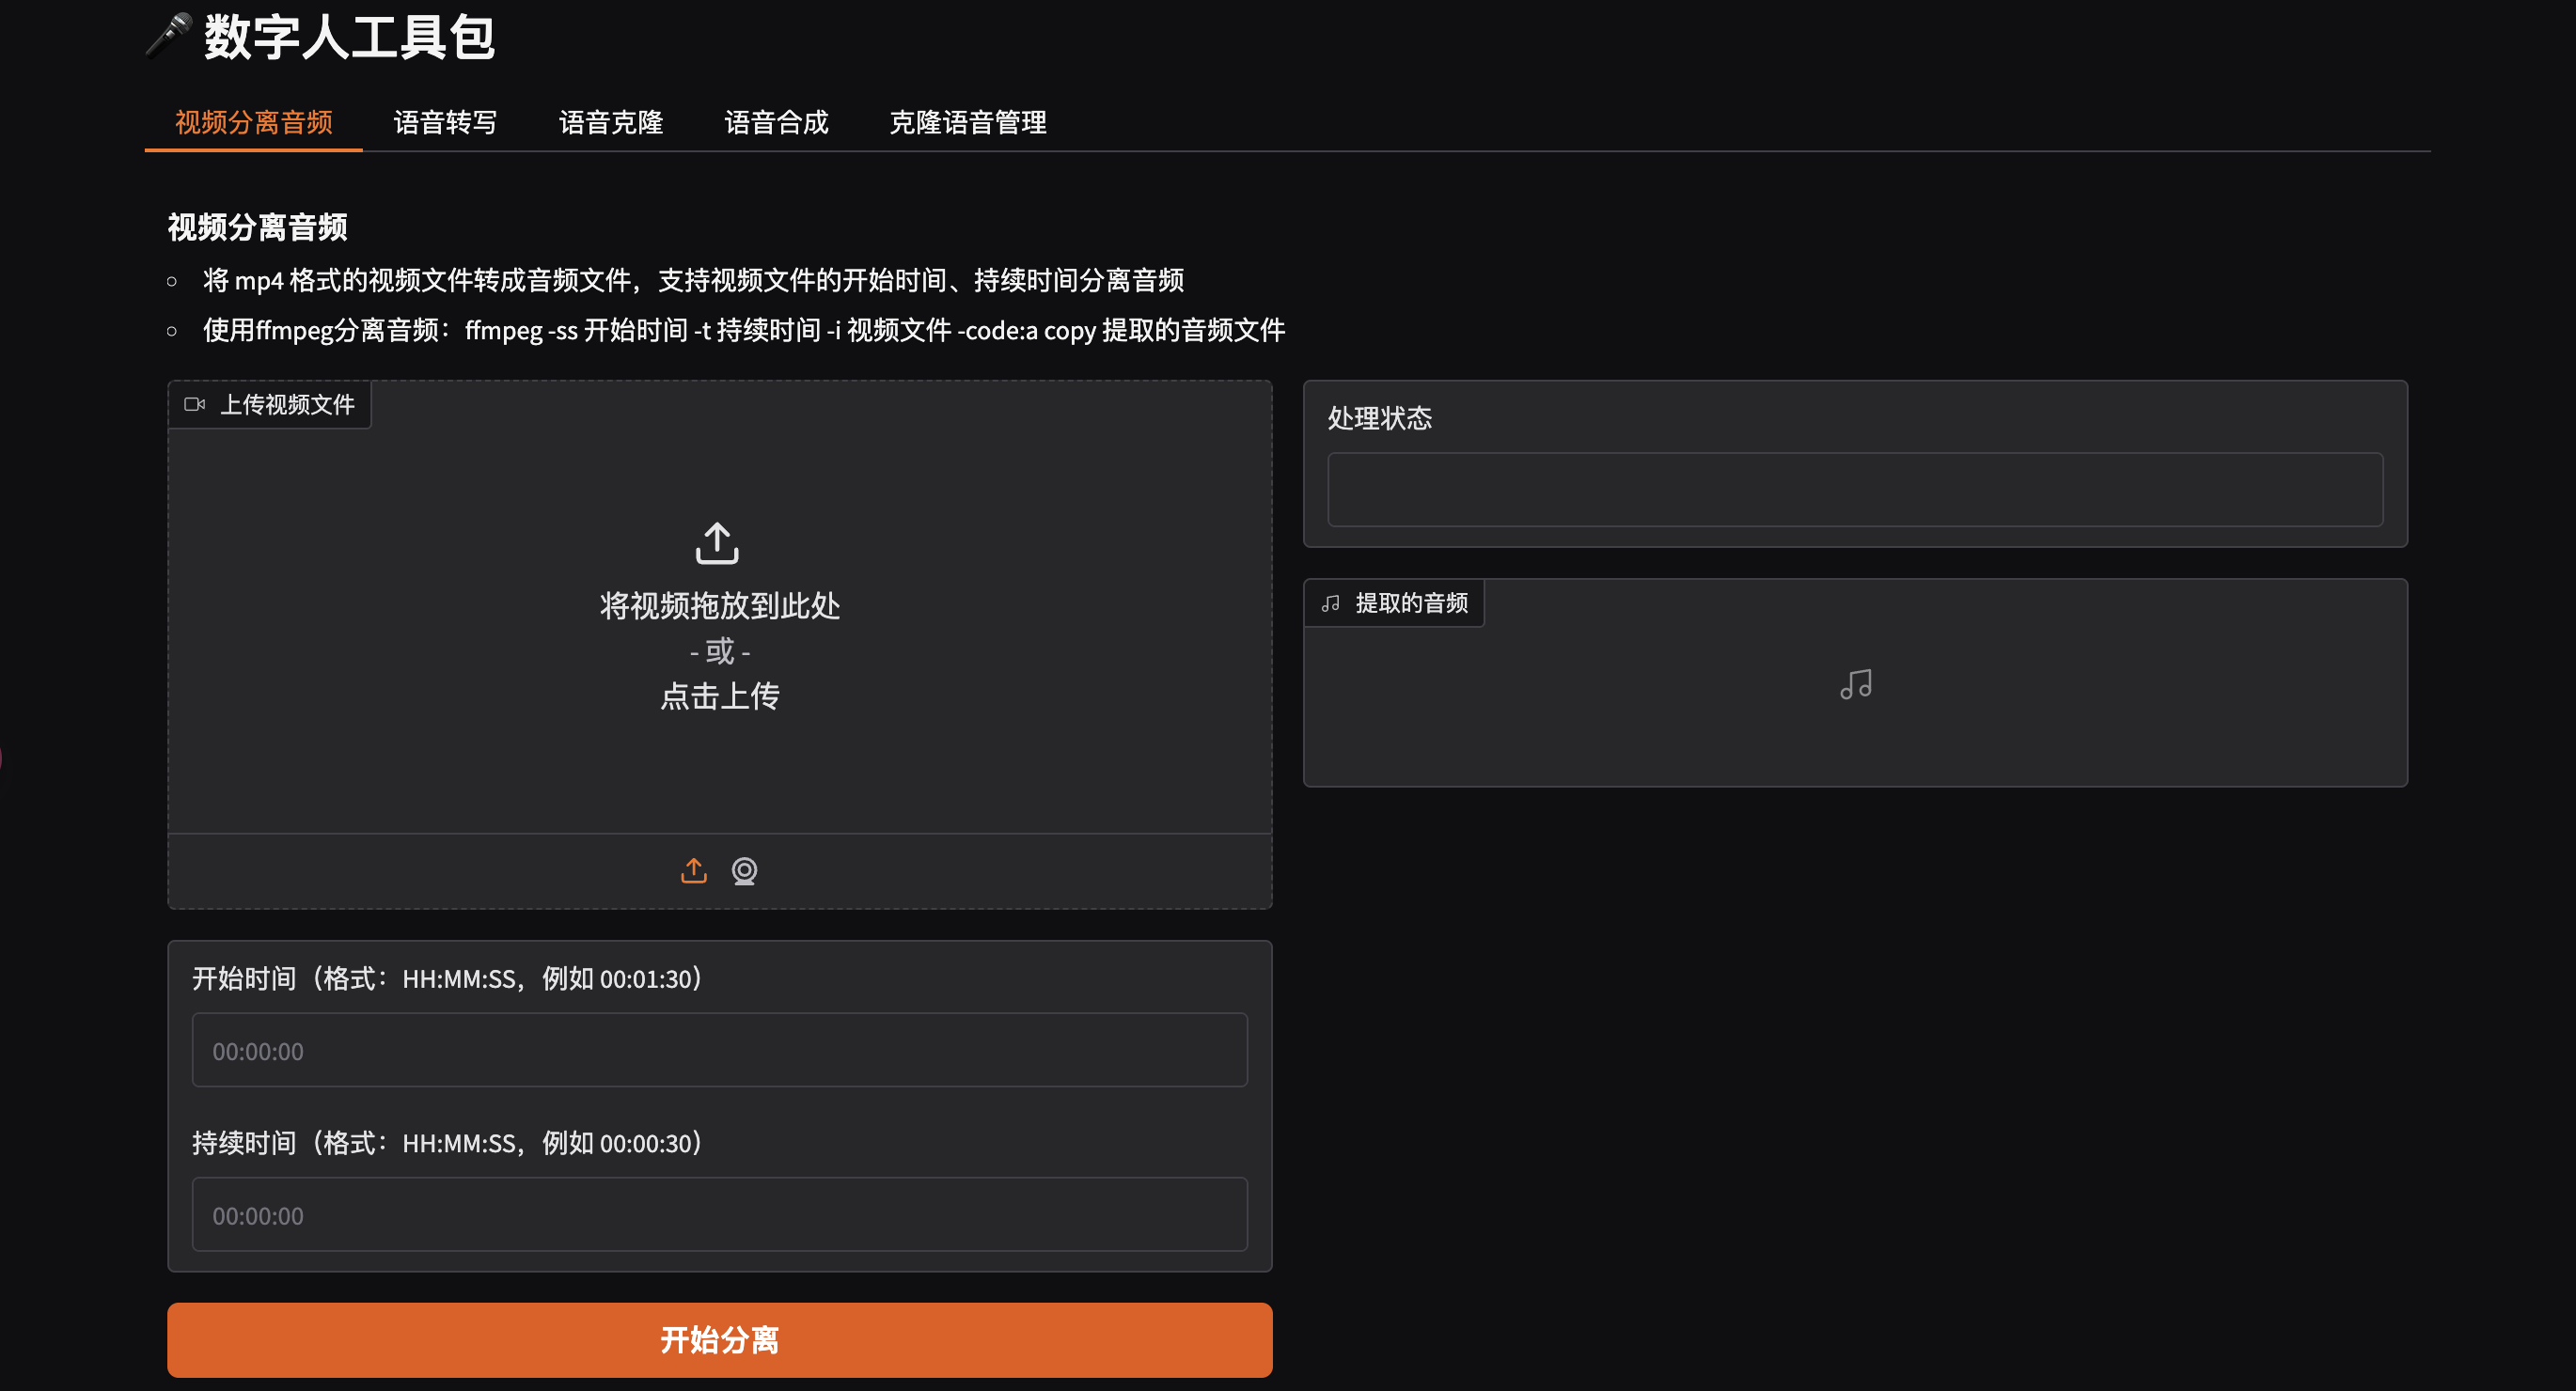 数字人工具包
视频分离音频 语音转写 语音克隆 语音合成 克隆语音管理
视频分离音频
将 mp4 格式的视频文件转成音频文件，支持视频文件的开始时间、持续时间分离音频
使用ffmpeg分离音频：ffmpeg -ss 开始时间 -t 持续时间 -i 视频文件 -code:a copy 提取的音频文件
上传视频文件
将视频拖放到此处
- 或 -
点击上传
处理状态
提取的音频
开始时间（格式：HH:MM:SS，例如 00:01:30）
00:00:00
持续时间（格式：HH:MM:SS，例如 00:00:30）
00:00:00
开始分离